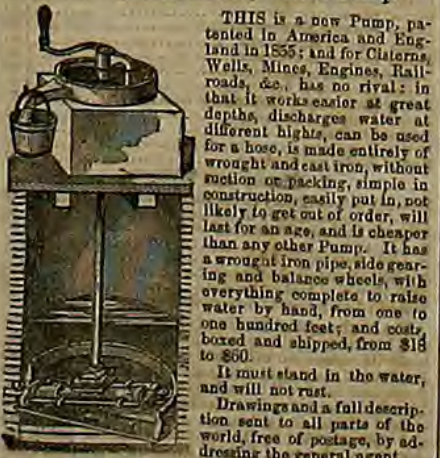 THIS is a new Pump, pa-
tented in America and Eng-
land in 1855; and for Cisterns,
Wells, Mines, Engines, Rail-
roads, &c., has no rival: in
that it works easier at great
depths, discharges water at
different hights, can be used
for a hose, is made entirely of
wrought and cast iron, without
suction or packing, simple in
construction, easily put in, not
likely to get out of order, will
last for an age, and is cheaper
than any other Pump. It has
a wrought iron pipe, side gear-
ing and balance wheels, with
everything complete to raise
water by hand, from one to
one hundred feet; and costs,
boxed and shipped, from $18
to $60.
It must stand in the water,
and will not rust.
Drawings and a full descrip-
tion sent to all parts of the
world, free of postage, by ad-
dressing the general agent